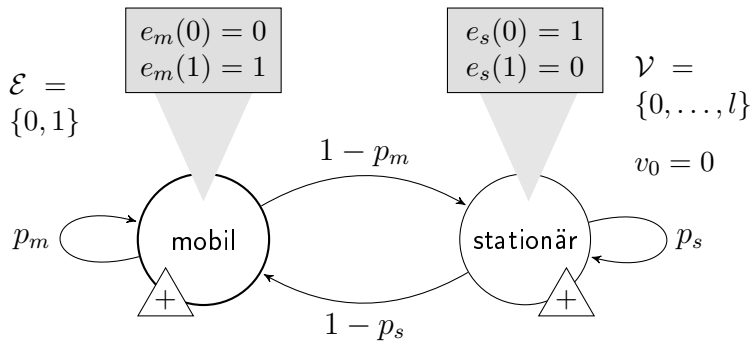 e_m(0) = 0
e_m(1) = 1
e_s(0) = 1
e_s(1) = 0
ℰ =
{0, 1}
𝒱 =
{0, . . . , l}
v_0 = 0
1 − p_m
p_m
mobil
stationär
p_s
+
+
1 − p_s